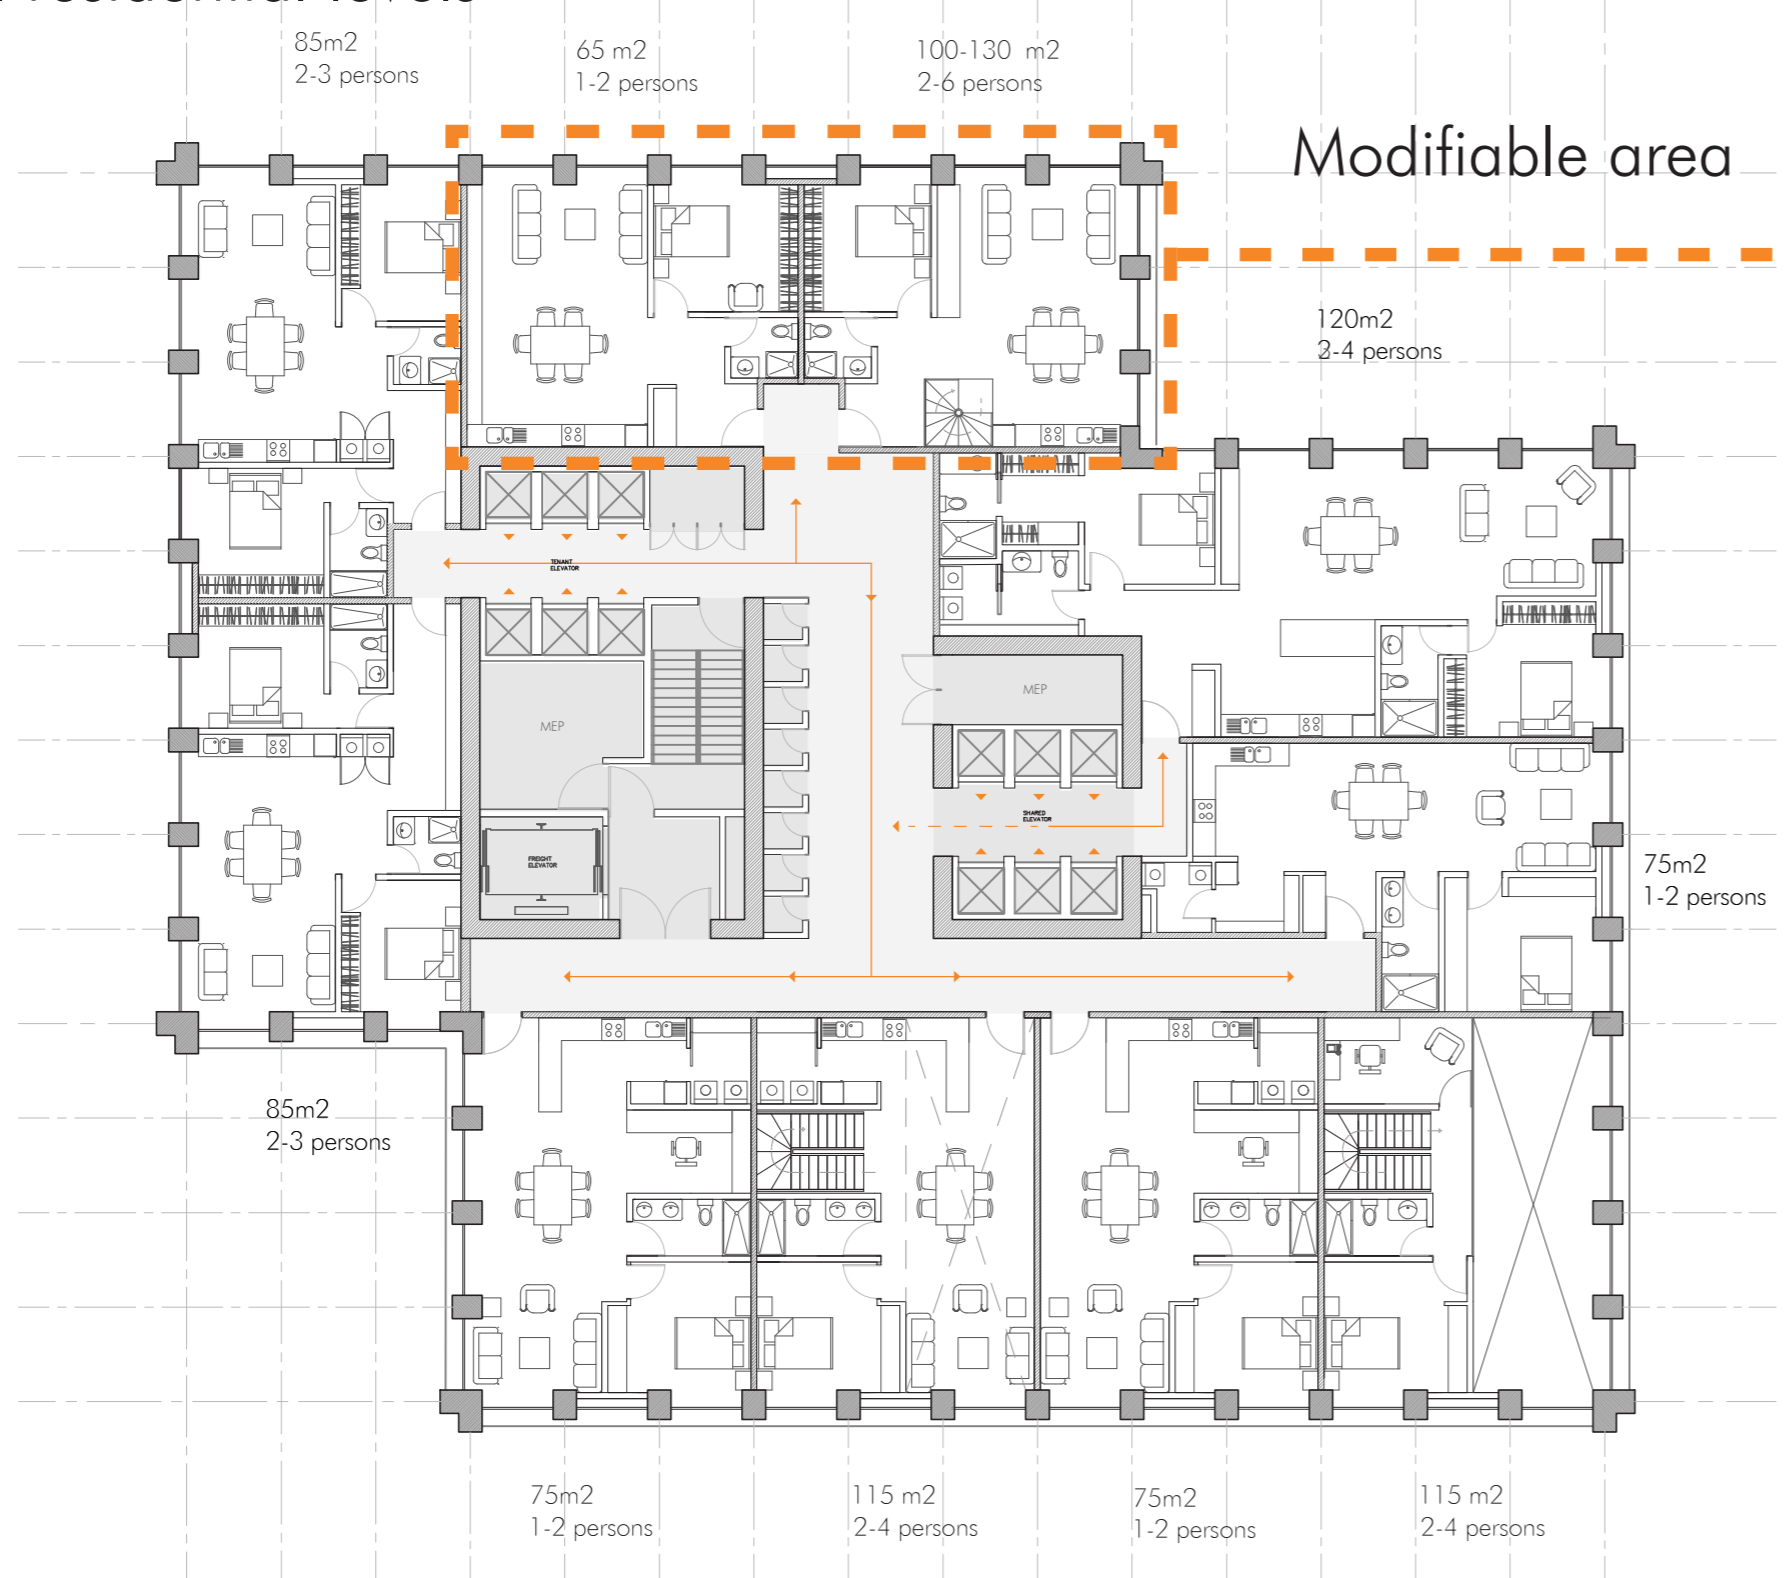 85m2
2-3 persons
65 m2
1-2 persons
100-130 m2
2-6 persons
Modifiable area
120m2
3-4 persons
TENANT
ELEVATOR
MEP
MEP
SHARED
ELEVATOR
FREIGHT
ELEVATOR
75m2
1-2 persons
85m2
2-3 persons
75m2
1-2 persons
115 m2
2-4 persons
75m2
1-2 persons
115 m2
2-4 persons